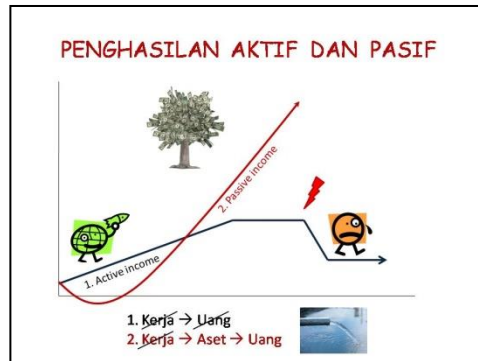 PENGHASILAN AKTIF DAN PASIF
2. Passive income
1. Active income
1. Kerja → Uang
2. Kerja → Aset → Uang